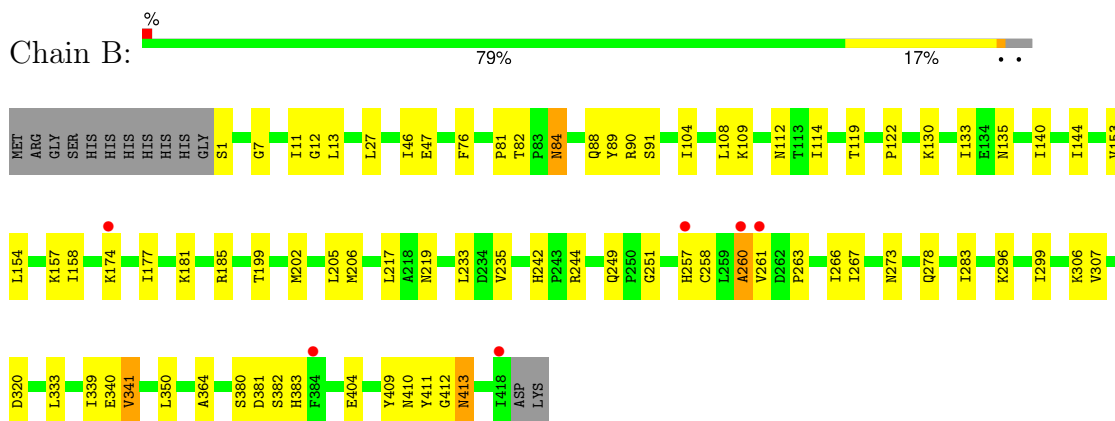 %
Chain B:
79% 17% • •
MET ARG GLY SER HIS HIS HIS HIS HIS HIS GLY S1 G7 I11 G12 L13 L27 I46 E47 F76 P81 T82 P83 N84 Q88 Y89 R90 S91 I104 L108 K109 N112 T113 I114 T119 P122 K130 I133 E134 N135 I140 I144 V153
L154 K157 I158 K174 I177 K181 R185 T199 M202 L205 M206 L217 A218 N219 L233 D234 V235 H242 P243 R244 Q249 P250 G251 H257 C258 L259 A260 V261 D262 P263 I266 I267 N273 Q278 I283 K296 I299 K306 V307
D320 L333 I339 E340 V341 L350 A364 S380 D381 S382 H383 F384 E404 Y409 N410 Y411 G412 N413 I418 ASP LYS